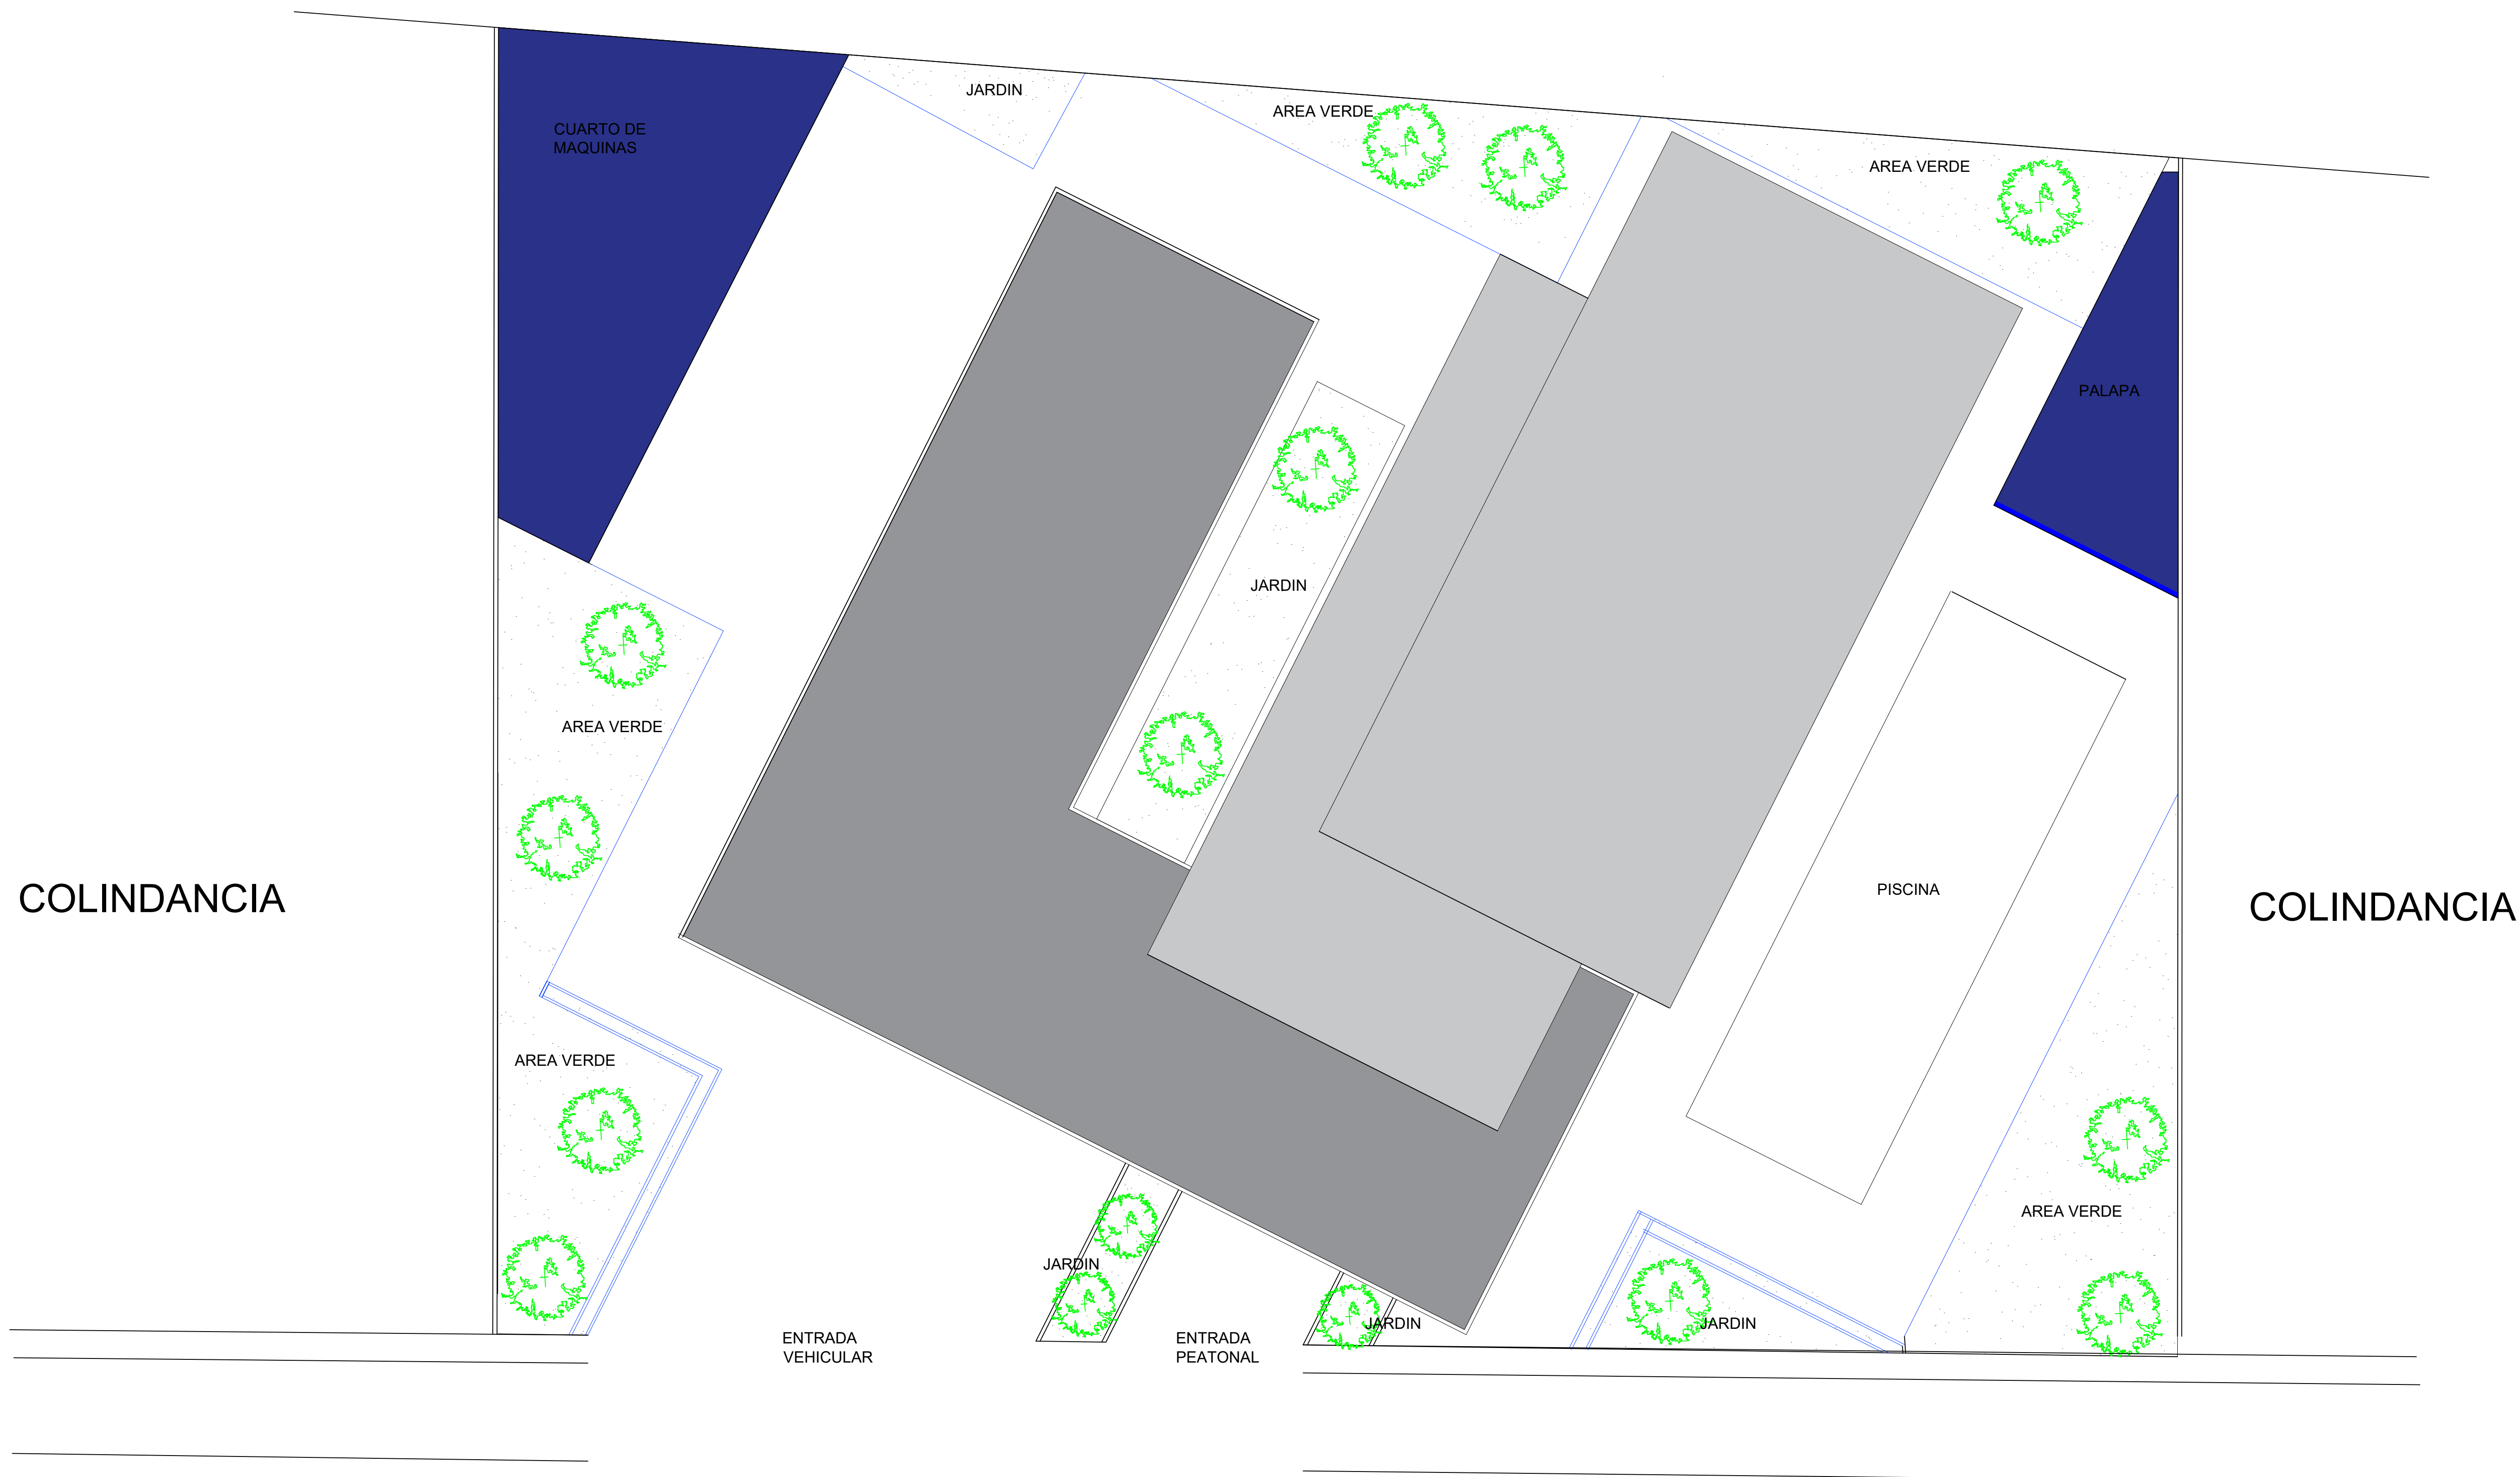 JARDIN
AREA VERDE
CUARTO DE
MAQUINAS
AREA VERDE
PALAPA
JARDIN
AREA VERDE
PISCINA
COLINDANCIA
COLINDANCIA
AREA VERDE
AREA VERDE
JARDIN
JARDIN
JARDIN
ENTRADA
VEHICULAR
ENTRADA
PEATONAL